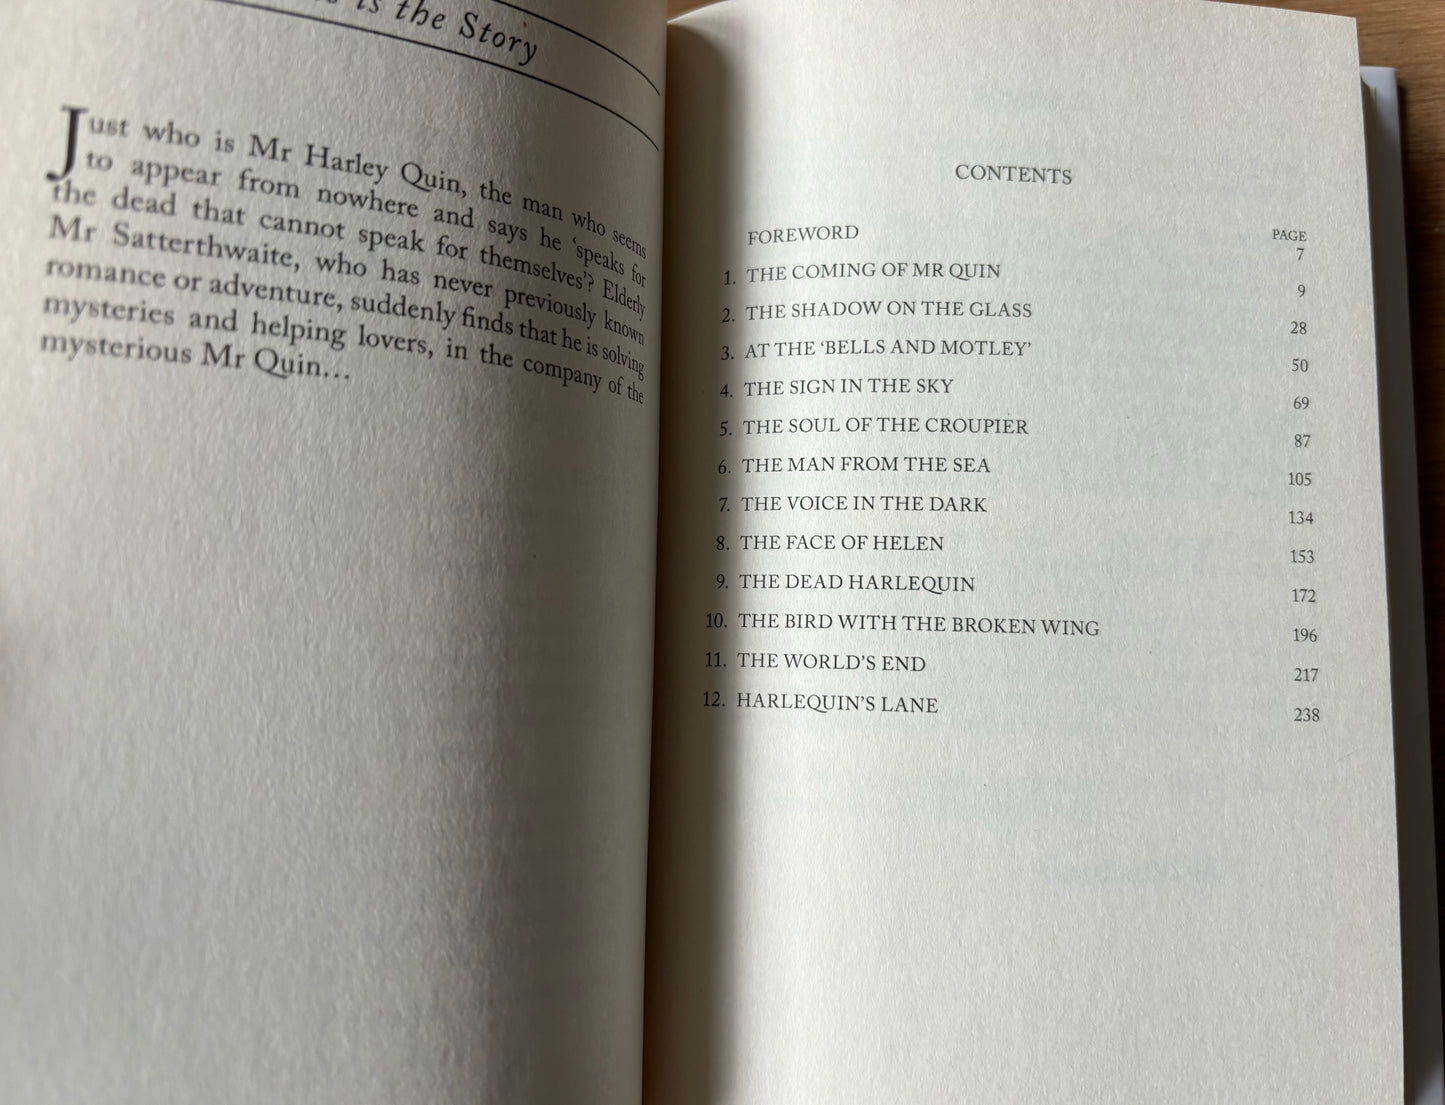 is the Story
Just who is Mr Harley Quin, the man who seems
to appear from nowhere and says he ‘speaks for
the dead that cannot speak for themselves’? Elderly
Mr Satterthwaite, who has never previously known
romance or adventure, suddenly finds that he is solving
mysteries and helping lovers, in the company of the
mysterious Mr Quin...
CONTENTS
PAGE
FOREWORD 7
1. THE COMING OF MR QUIN 9
2. THE SHADOW ON THE GLASS 28
3. AT THE ‘BELLS AND MOTLEY’ 50
4. THE SIGN IN THE SKY 69
5. THE SOUL OF THE CROUPIER 87
6. THE MAN FROM THE SEA 105
7. THE VOICE IN THE DARK 134
8. THE FACE OF HELEN 153
9. THE DEAD HARLEQUIN 172
10. THE BIRD WITH THE BROKEN WING 196
11. THE WORLD’S END 217
12. HARLEQUIN’S LANE 238